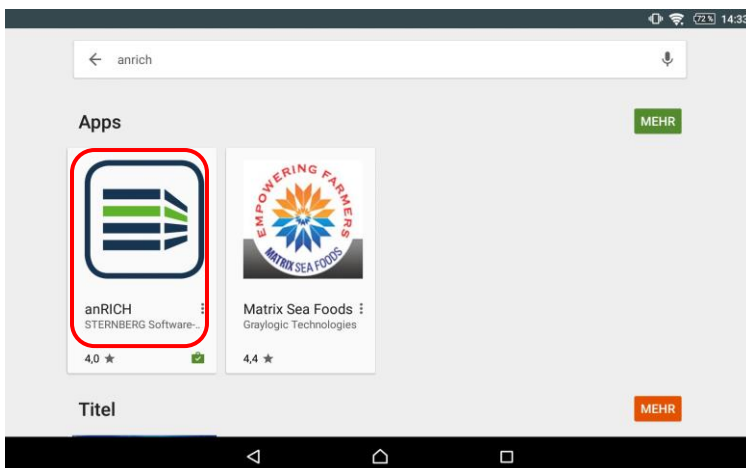 72 % 14:33
anrich
Apps
MEHR
EMPOWERING FARMERS
MATRIX SEA FOODS
anRICH
STERNBERG Software-..
4,0 ★
Matrix Sea Foods
Graylogic Technologies
4,4 ★
Titel
MEHR